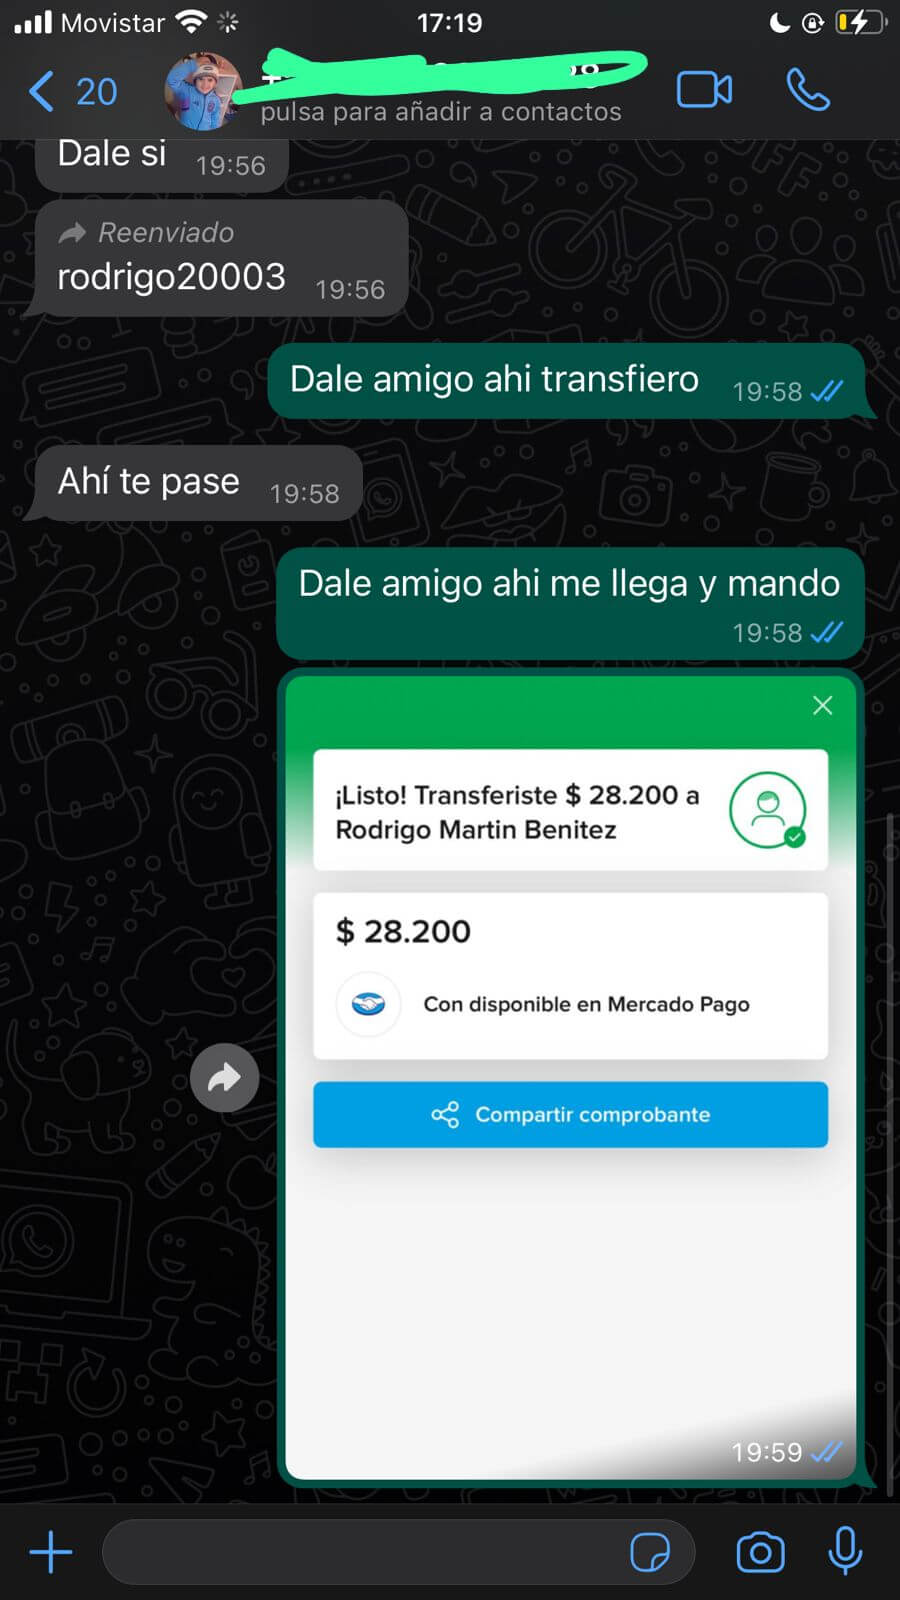 Movistar
17:19
20
pulsa para añadir a contactos
Dale si 19:56
Reenviado
rodrigo20003 19:56
Dale amigo ahi transfiero 19:58
Ahí te pase 19:58
Dale amigo ahi me llega y mando
19:58
¡Listo! Transferiste $ 28.200 a
Rodrigo Martin Benitez
$ 28.200
Con disponible en Mercado Pago
Compartir comprobante
19:59